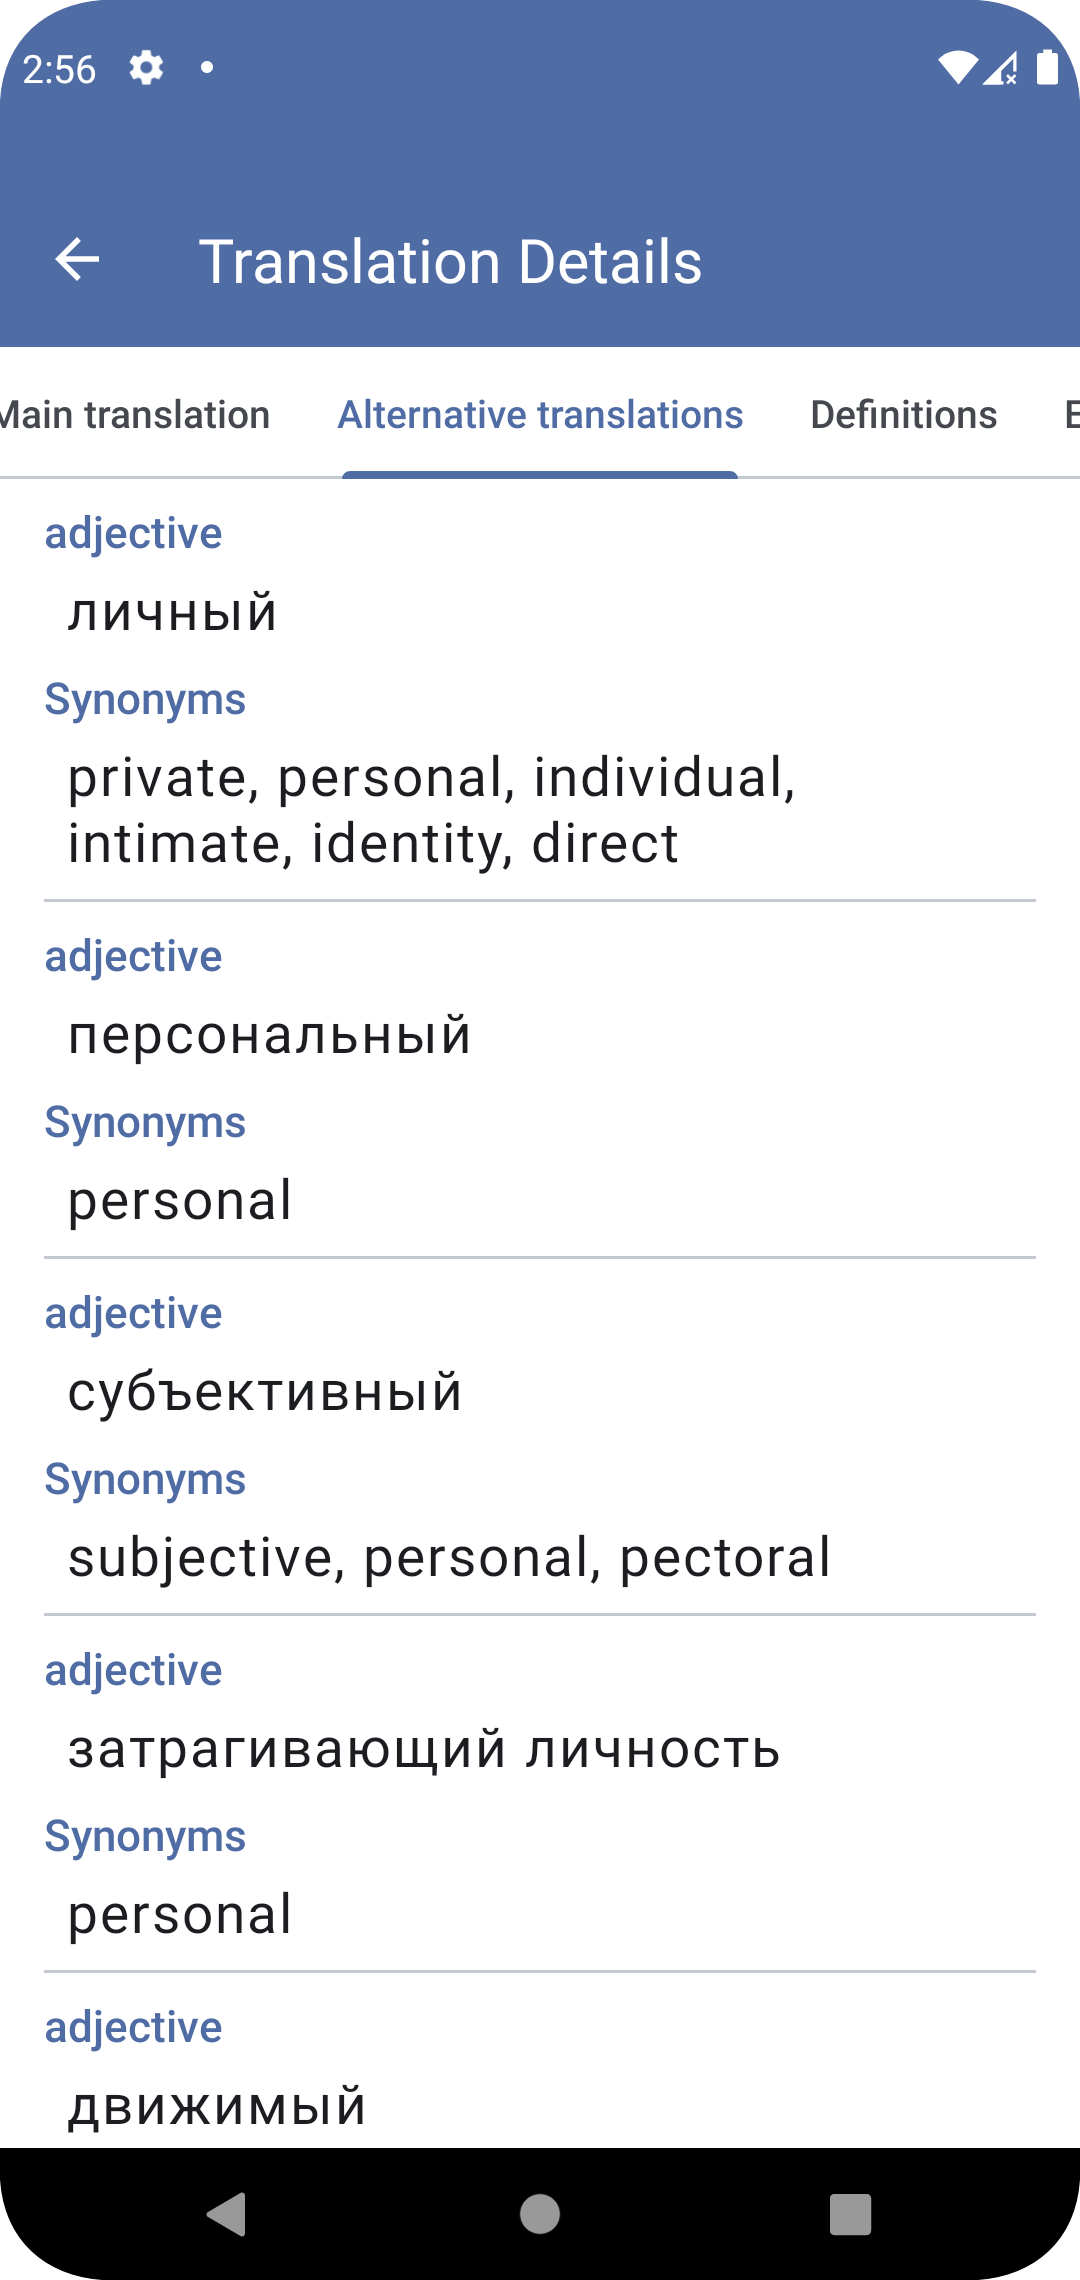 2:56
Translation Details
Main translation
Alternative translations
Definitions
adjective
личный
Synonyms
private, personal, individual,
intimate, identity, direct
adjective
персональный
Synonyms
personal
adjective
субъективный
Synonyms
subjective, personal, pectoral
adjective
затрагивающий личность
Synonyms
personal
adjective
движимый